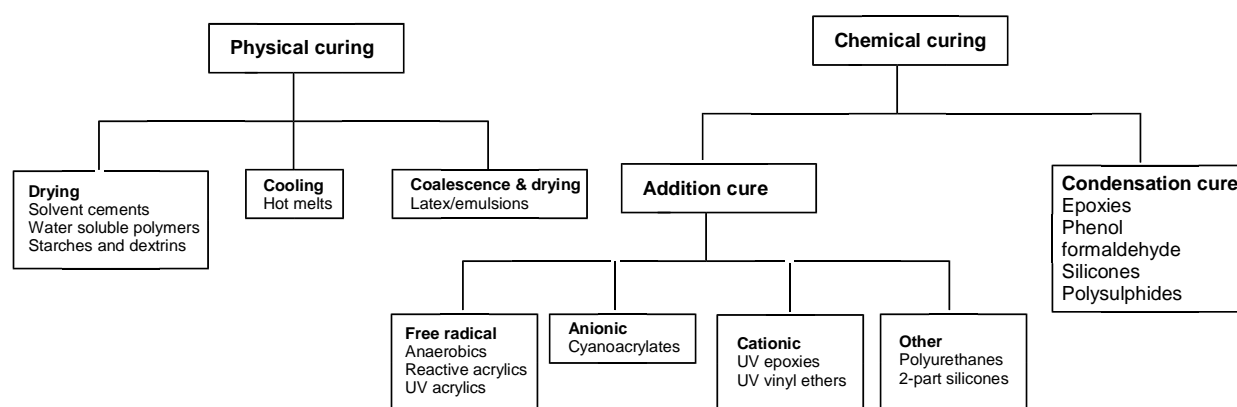 Physical curing
Chemical curing
Drying
Solvent cements
Water soluble polymers
Starches and dextrins
Cooling
Hot melts
Coalescence & drying
Latex/emulsions
Addition cure
Condensation cure
Epoxies
Phenol
formaldehyde
Silicones
Polysulphides
Free radical
Anaerobics
Reactive acrylics
UV acrylics
Anionic
Cyanoacrylates
Cationic
UV epoxies
UV vinyl ethers
Other
Polyurethanes
2-part silicones